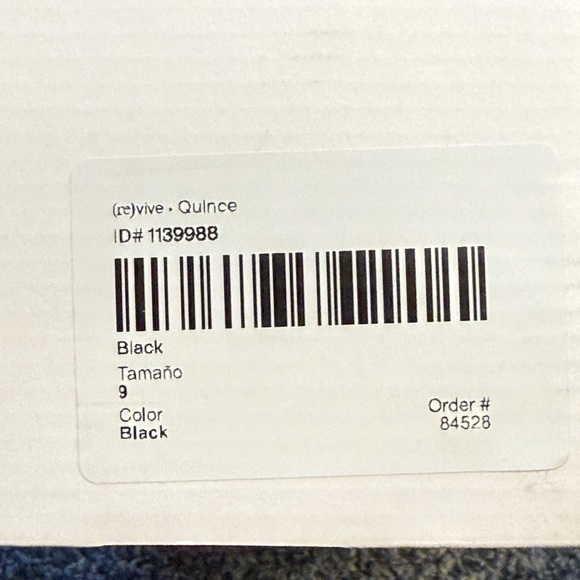 (re)vive • Quince
ID# 1139988
Black
Tamaño
9
Color
Black
Order #
84528